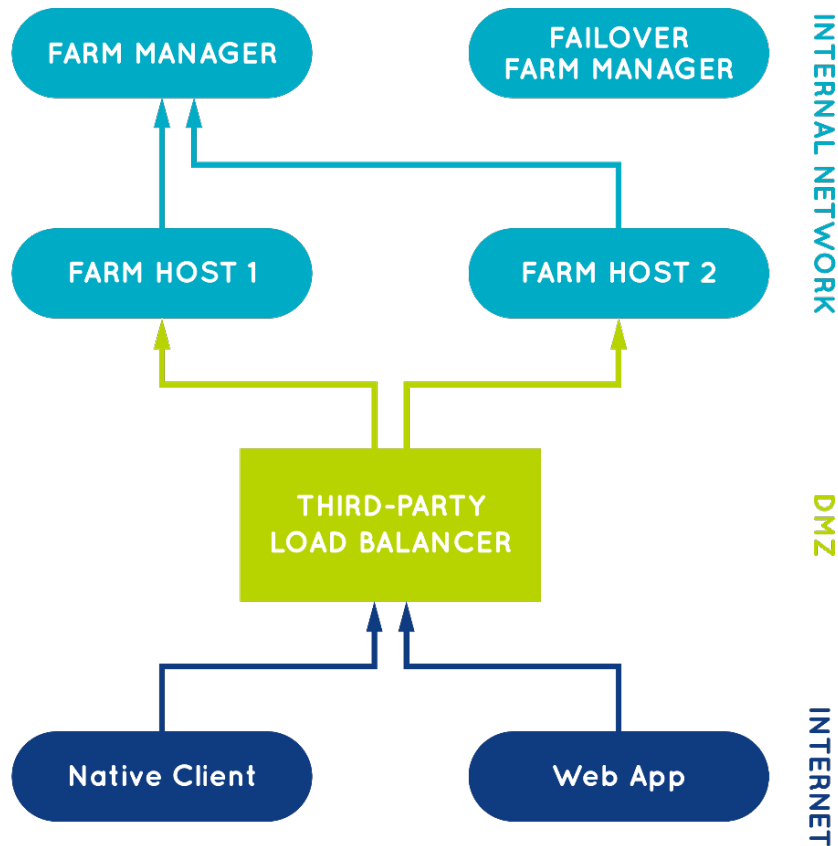 FARM MANAGER
FAILOVER
FARM MANAGER
INTERNAL NETWORK
FARM HOST 1
FARM HOST 2
THIRD-PARTY
LOAD BALANCER
DMZ
Native Client
Web App
INTERNET